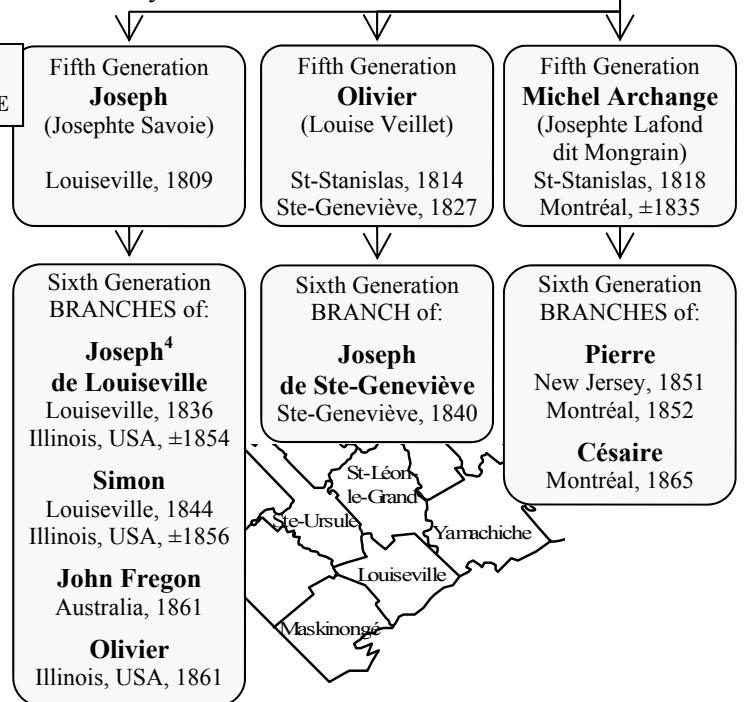 E
Fifth Generation
Joseph
(Josephte Savoie)
Louiseville, 1809
Fifth Generation
Olivier
(Louise Veillet)
St-Stanislas, 1814
Ste-Geneviève, 1827
Fifth Generation
Michel Archange
(Josephte Lafond
dit Mongrain)
St-Stanislas, 1818
Montréal, ±1835
Sixth Generation
BRANCHES of:
Joseph⁴
de Louiseville
Louiseville, 1836
Illinois, USA, ±1854
Simon
Louiseville, 1844
Illinois, USA, ±1856
John Fregon
Australia, 1861
Olivier
Illinois, USA, 1861
Sixth Generation
BRANCH of:
Joseph
de Ste-Geneviève
Ste-Geneviève, 1840
Sixth Generation
BRANCHES of:
Pierre
New Jersey, 1851
Montréal, 1852
Césaire
Montréal, 1865
St-Léon-
le-Grand
Ste-Ursule
Yamachiche
Louiseville
Maskinongé